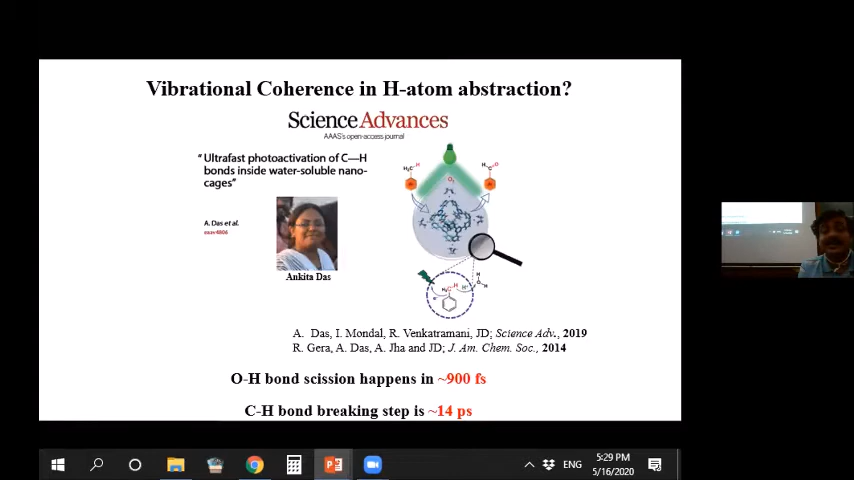 Vibrational Coherence in H-atom abstraction?
Science Advances
AAAS's open-access journal
"Ultrafast photoactivation of C—H
bonds inside water-soluble nano-
cages"
A. Das et al.
Ankita Das
H₃C H
O₂
H
H₃C H
H⁺
e⁻
A. Das, I. Mondal, R. Venkatramani, JD; Science Adv., 2019
R. Gera, A. Das, A. Jha and JD; J. Am. Chem. Soc., 2014
O-H bond scission happens in ~900 fs
C-H bond breaking step is ~14 ps
ENG
5:29 PM
5/16/2020